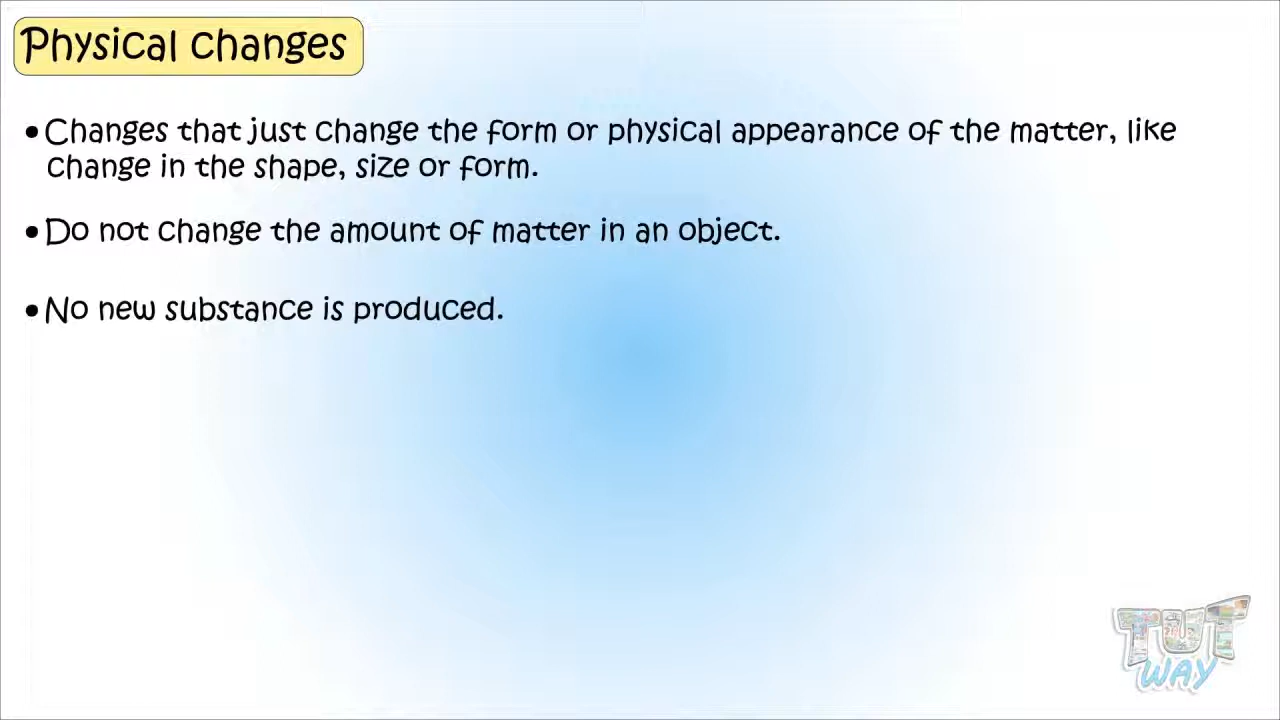 Physical changes
• Changes that just change the form or physical appearance of the matter, like
change in the shape, size or form.
• Do not change the amount of matter in an object.
• No new substance is produced.
TUT
WAY